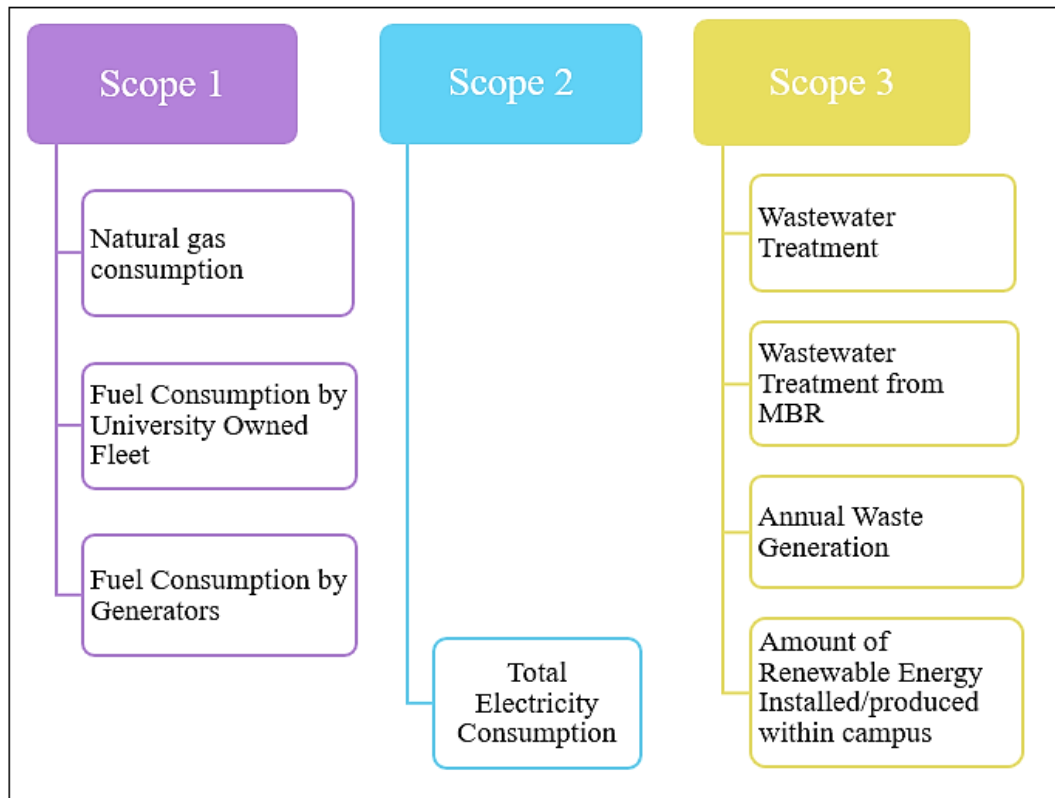 Scope 1
Natural gas
consumption
Fuel Consumption by
University Owned
Fleet
Fuel Consumption by
Generators
Scope 2
Total
Electricity
Consumption
Scope 3
Wastewater
Treatment
Wastewater
Treatment from
MBR
Annual Waste
Generation
Amount of
Renewable Energy
Installed/produced
within campus